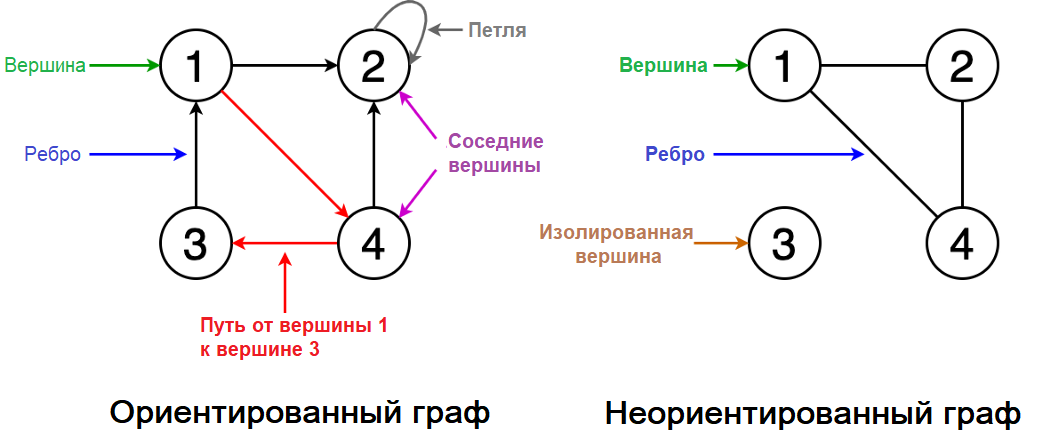 Петля
Вершина
1
2
Соседние
вершины
Ребро
3
4
Путь от вершины 1
к вершине 3
Ориентированный граф
Вершина
1
2
Ребро
Изолированная
вершина
3
4
Неориентированный граф